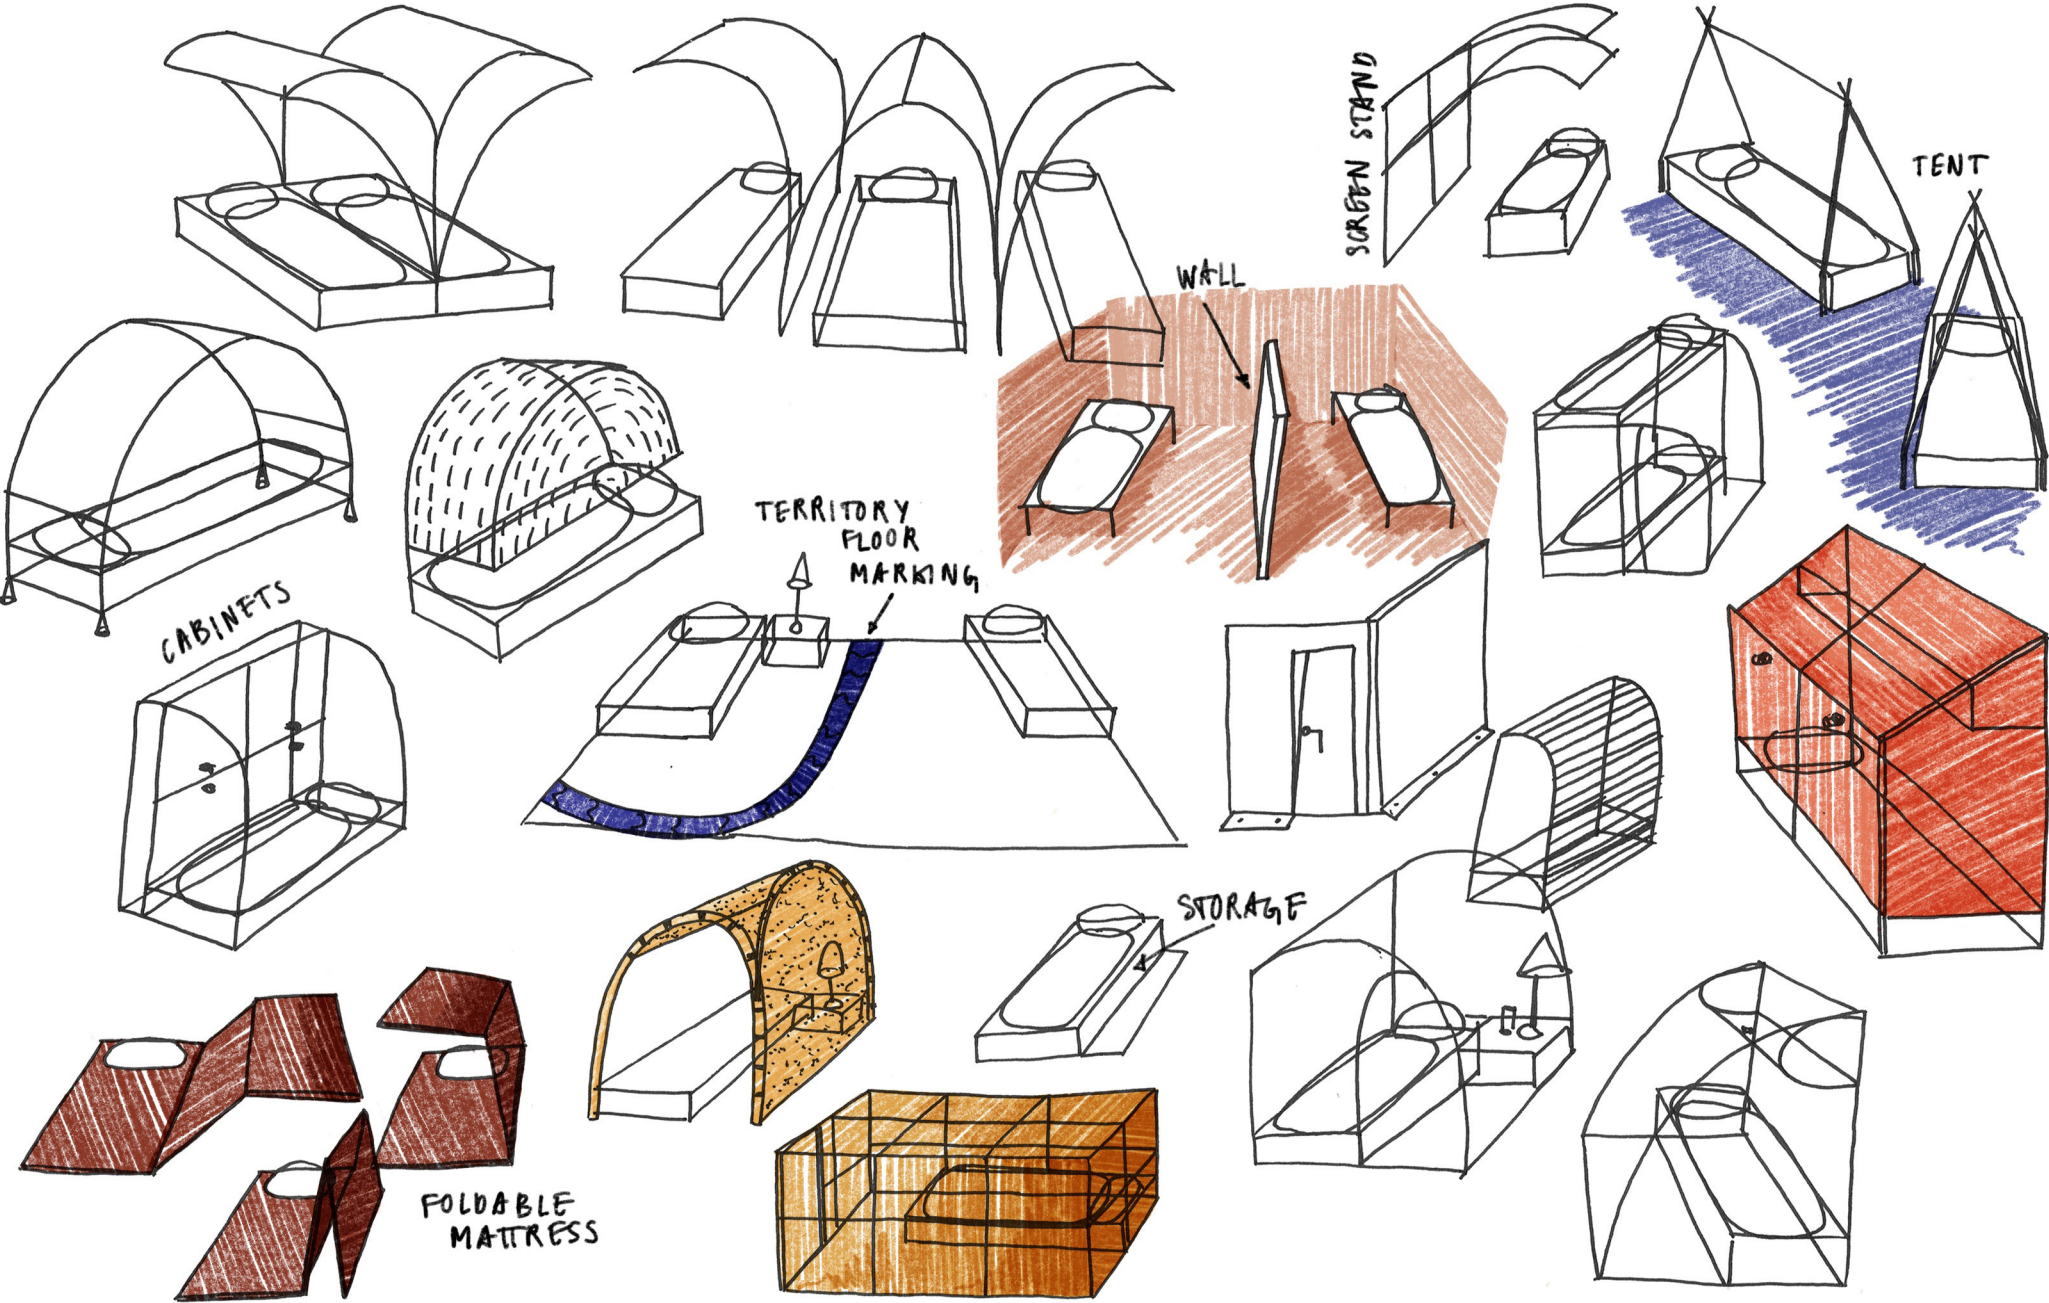 SCREEN STAND
TENT
WALL
TERRITORY
FLOOR
MARKING
CABINETS
STORAGE
FOLDABLE
MATTRESS